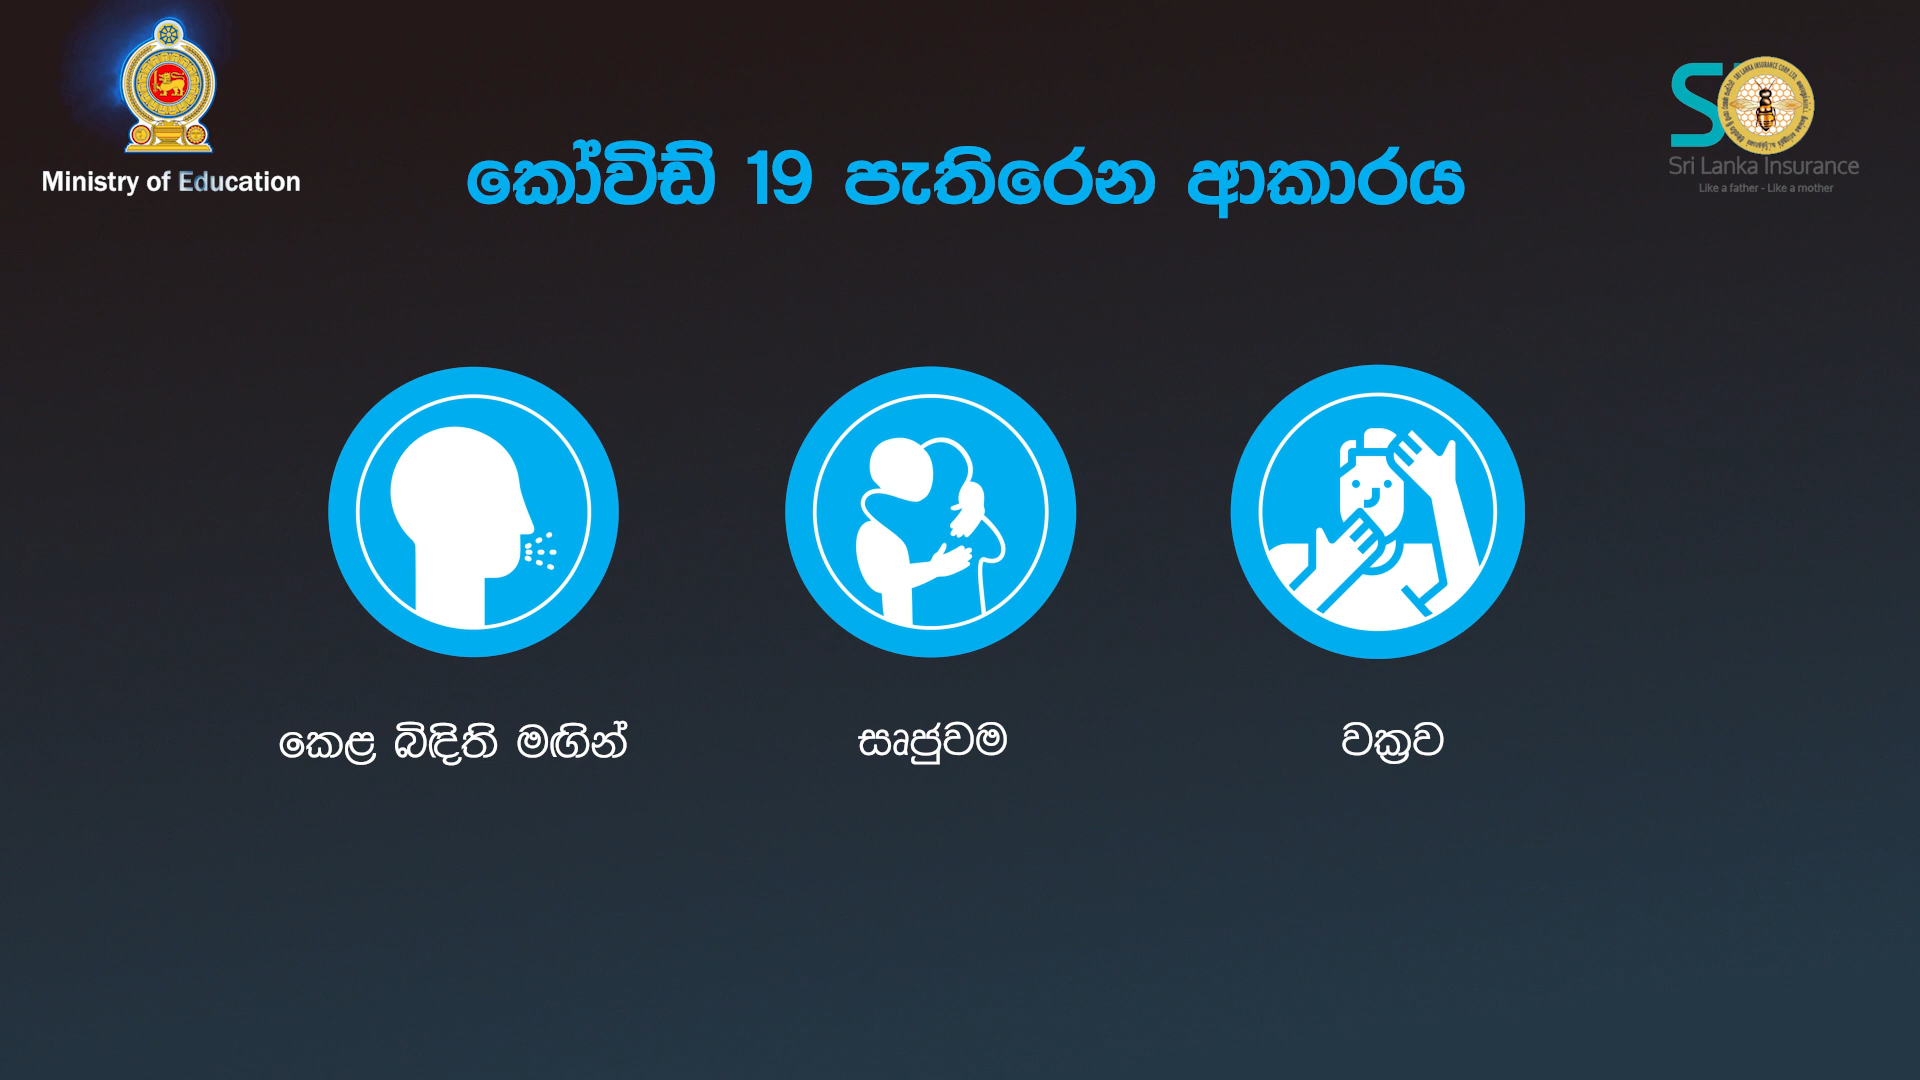 Ministry of Education
කෝවිඩ් 19 පැතිරෙන ආකාරය
Sri Lanka Insurance
Like a father - Like a mother
කෙළ බිඳිති මඟින්
සෘජුවම
වක්‍රව